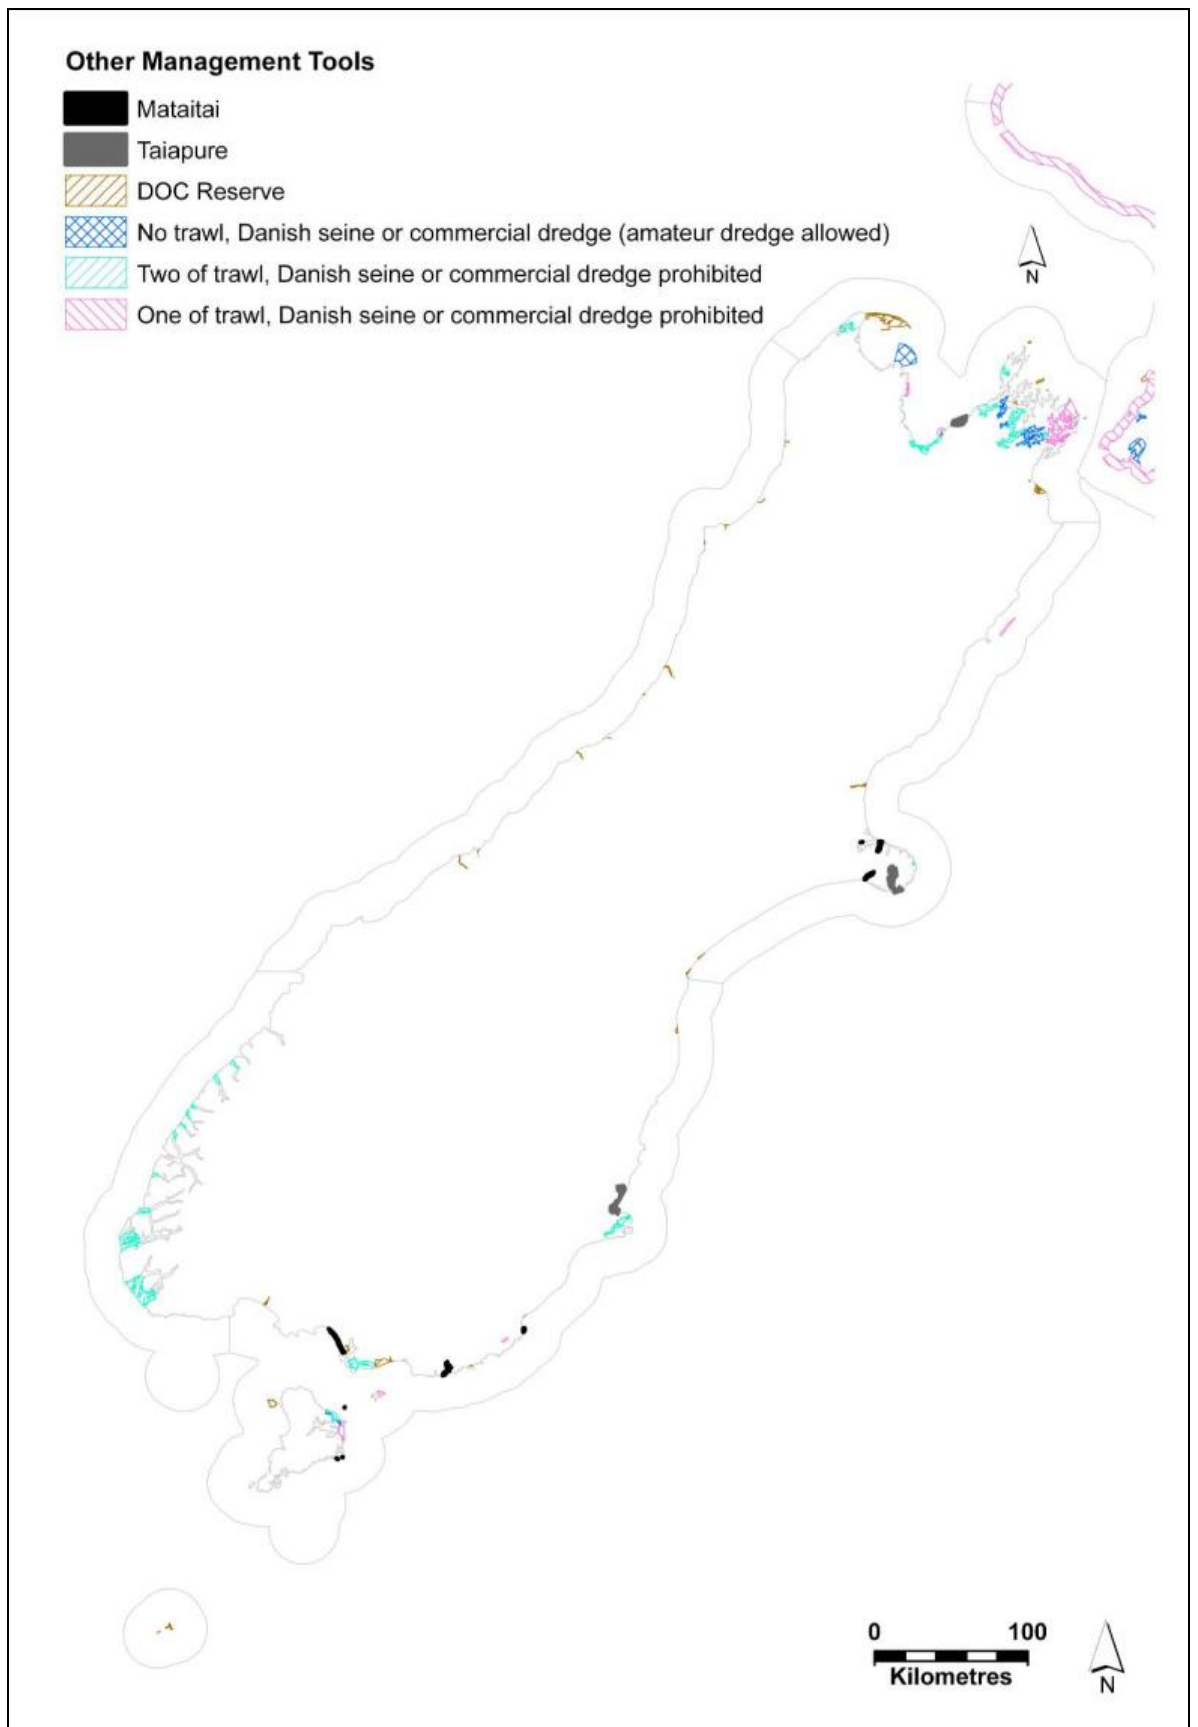 Other Management Tools
Mataitai
Taiapure
DOC Reserve
No trawl, Danish seine or commercial dredge (amateur dredge allowed)
Two of trawl, Danish seine or commercial dredge prohibited
One of trawl, Danish seine or commercial dredge prohibited
N
0 100
Kilometres
N